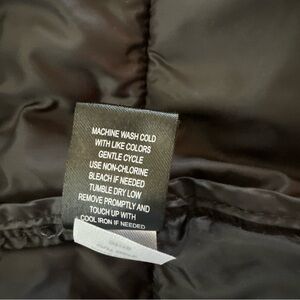 MACHINE WASH COLD
WITH LIKE COLORS
GENTLE CYCLE
USE NON-CHLORINE
BLEACH IF NEEDED
TUMBLE DRY LOW
REMOVE PROMPTLY AND
TOUCH UP WITH
COOL IRON IF NEEDED